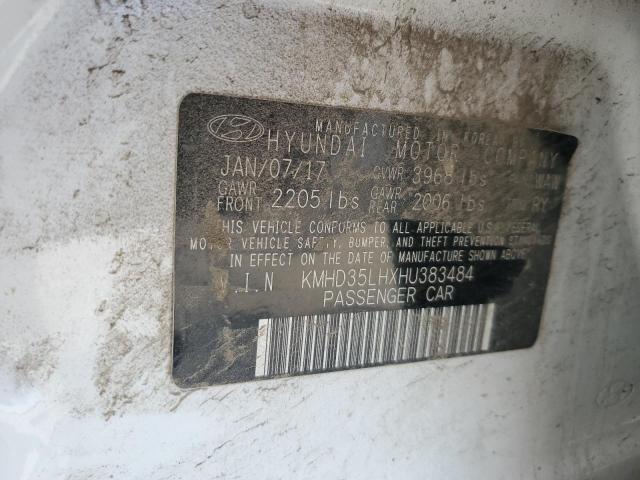 MANUFACTURED IN KOREA
HYUNDAI MOTOR COMPANY
JAN/07/17 GVWR 3968 lbs WAW
GAWR FRONT 2205 lbs GAWR REAR 2006 lbs RY
THIS VEHICLE CONFORMS TO ALL APPLICABLE U.S.A FEDERAL
MOTOR VEHICLE SAFETY, BUMPER, AND THEFT PREVENTION STANDARDS
IN EFFECT ON THE DATE OF MANUFACTURE SHOWN ABOVE.
V.I.N KMHD35LHXHU383484
PASSENGER CAR